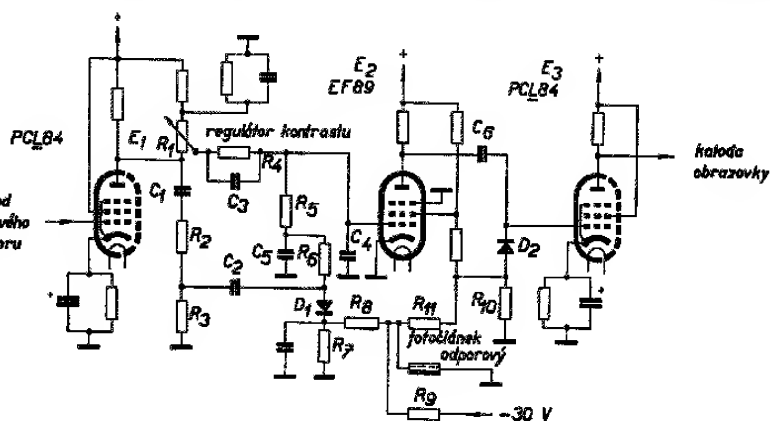 +
PCL84
E1
R1
C1
R2
R3
C2
+
regulátor kontrastu
R4
C3
R5
C5
R6
D1
R7
C4
E2
EF89
+
C6
R8
R11
fotočlánek
odporový
R9
-30 V
D2
R10
E3
PCL84
+
katoda
obrazovky
+